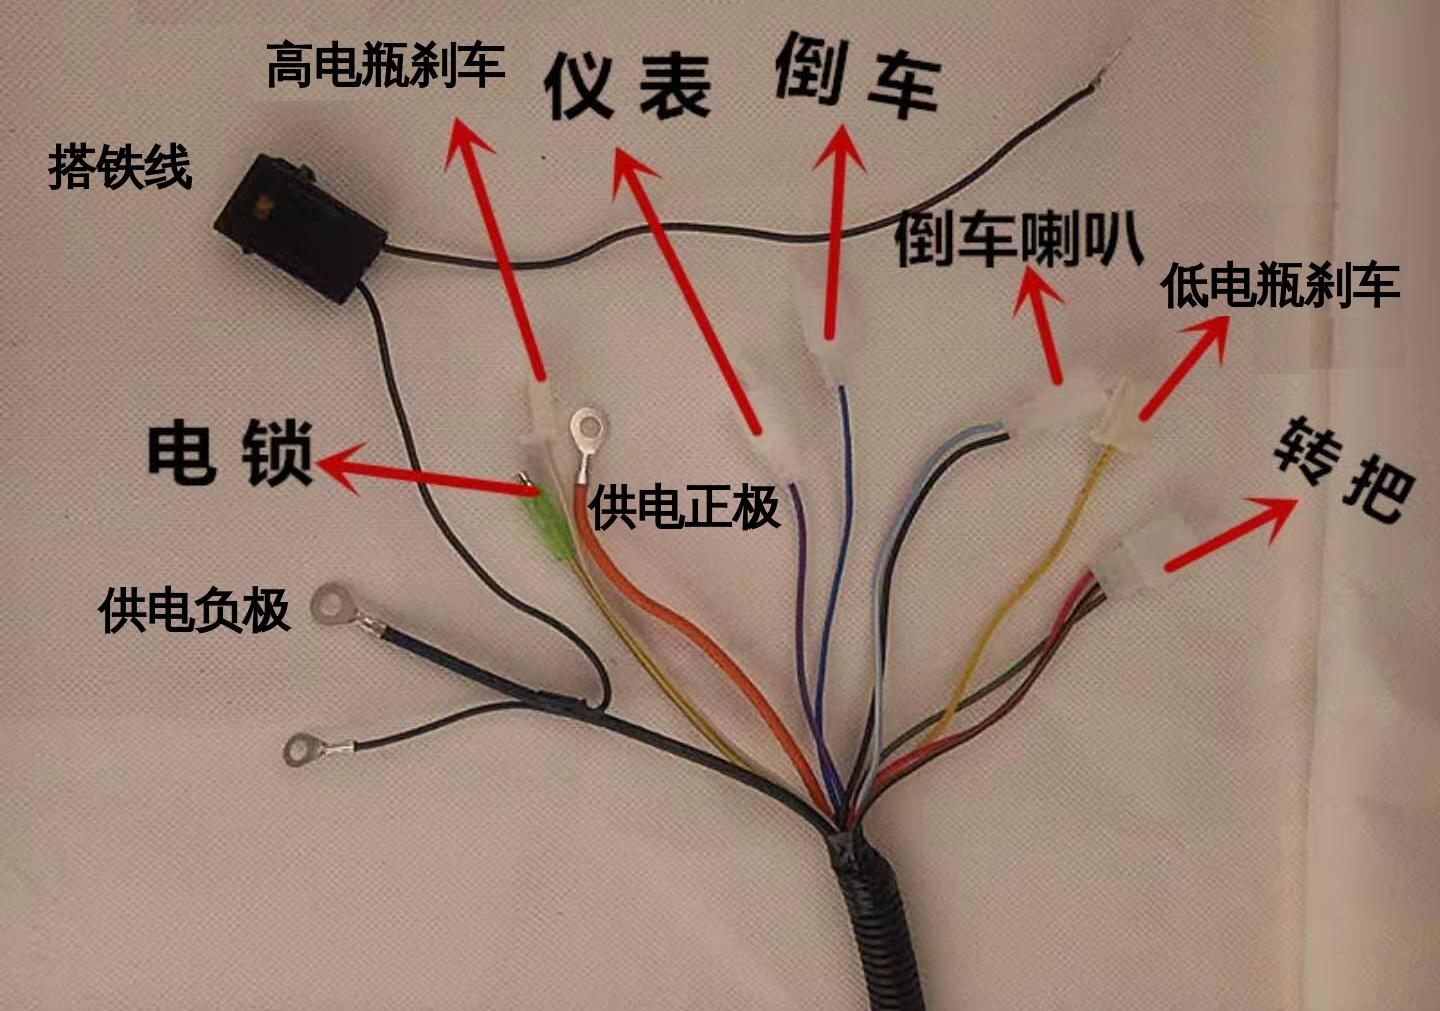 高电瓶刹车
仪表
倒车
搭铁线
倒车喇叭
低电瓶刹车
电锁
转把
供电正极
供电负极